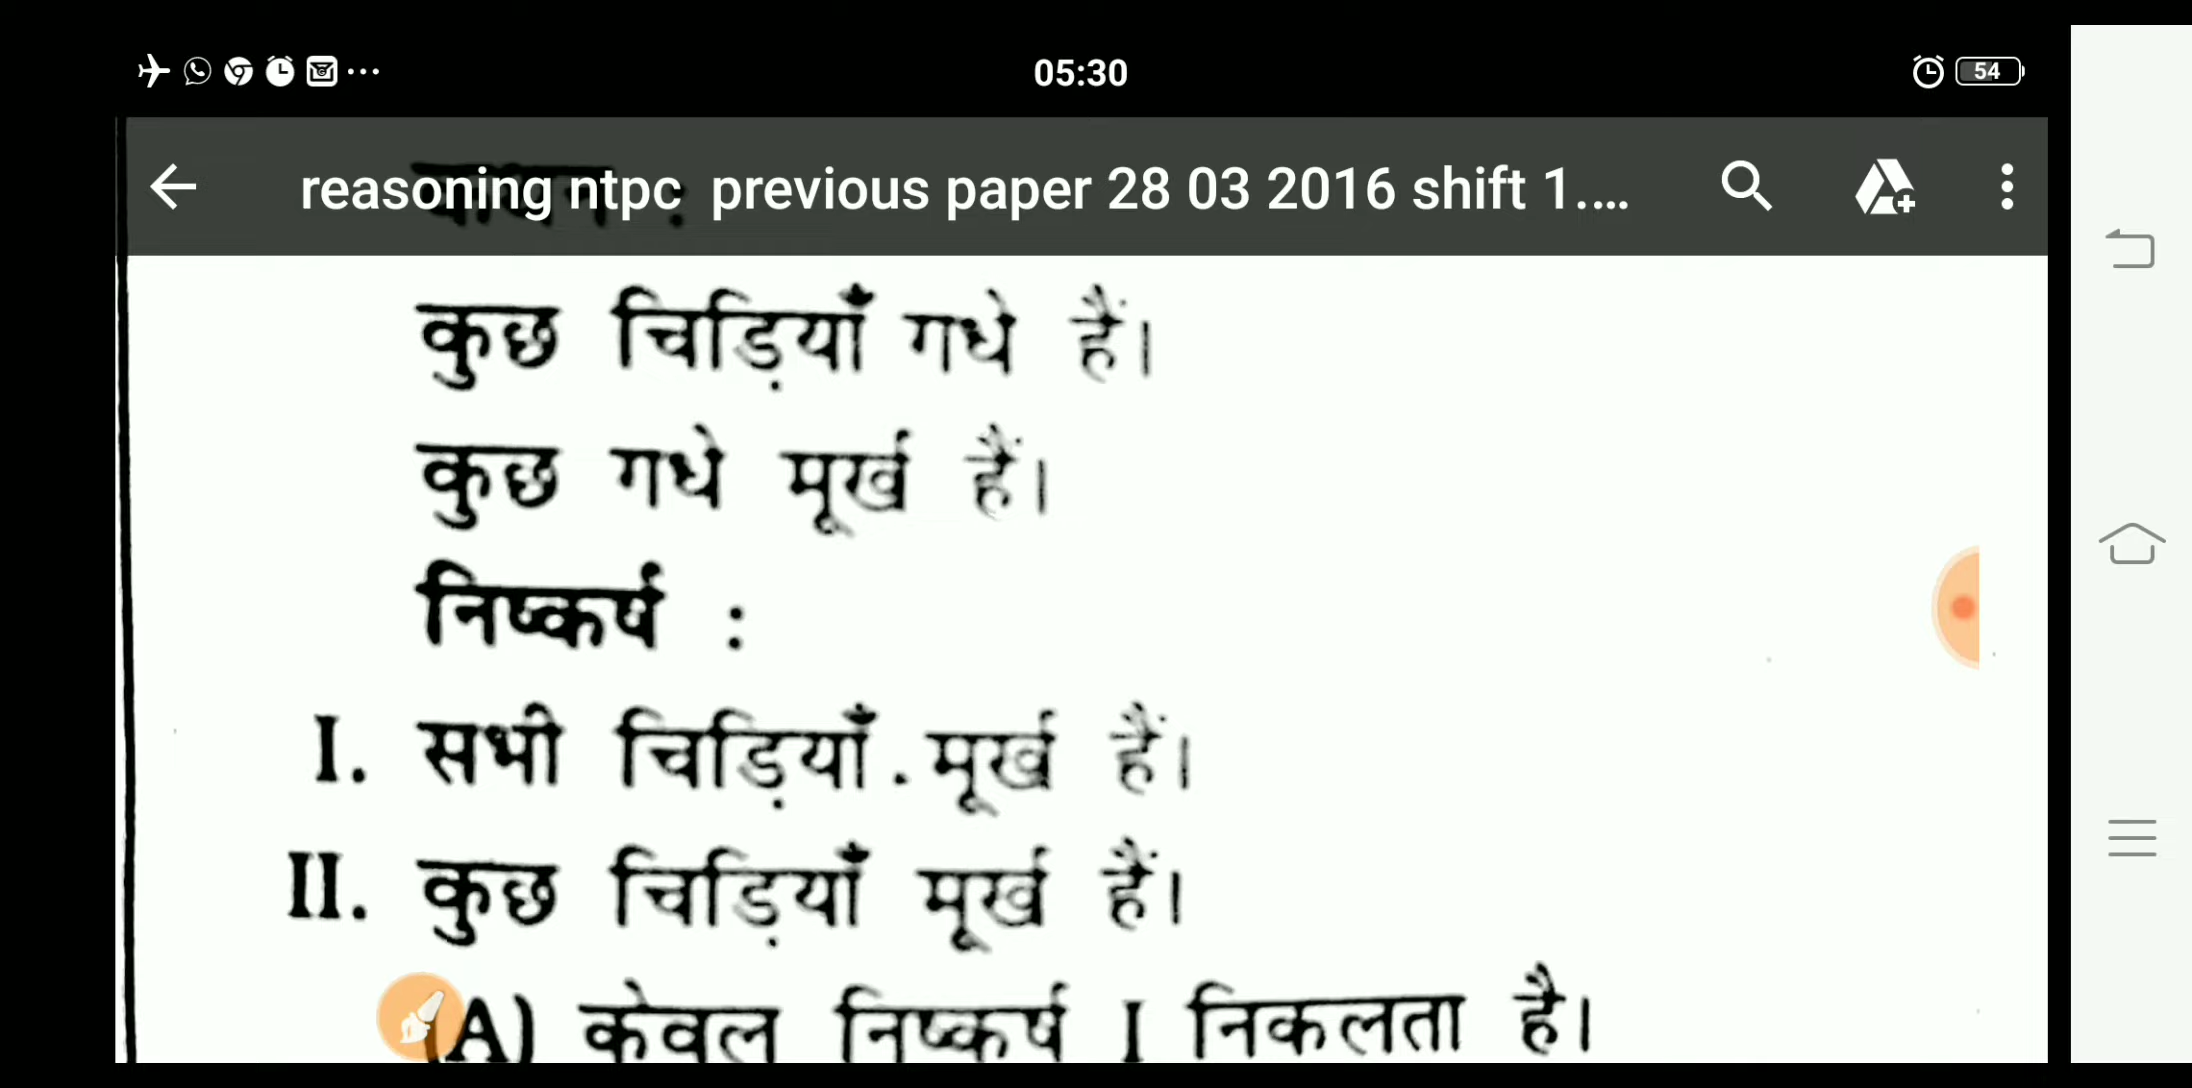 05:30
54
reasoning ntpc previous paper 28 03 2016 shift 1....
कुछ चिड़ियाँ गधे हैं।
कुछ गधे मूर्ख हैं।
निष्कर्ष :
I. सभी चिड़ियाँ . मूर्ख हैं।
II. कुछ चिड़ियाँ मूर्ख हैं।
(A) केवल निष्कर्ष I निकलता है।